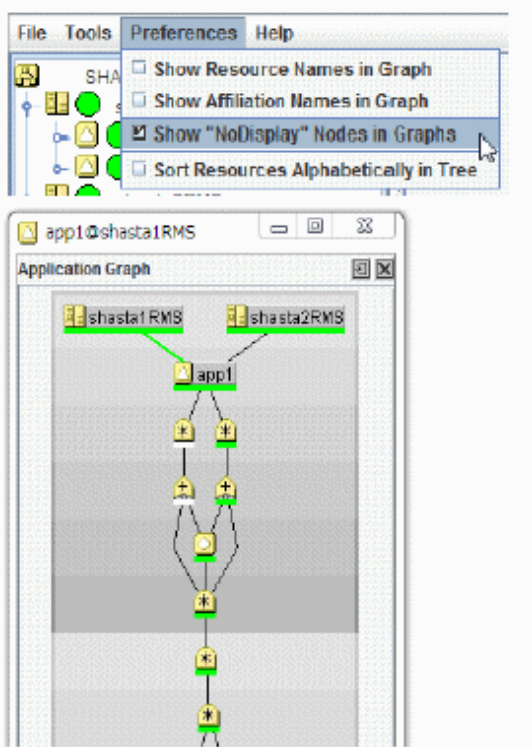 File Tools Preferences Help
SHA
Show Resource Names in Graph
Show Affiliation Names in Graph
Show "NoDisplay" Nodes in Graphs
Sort Resources Alphabetically in Tree
app1@shasta1RMS
Application Graph
shasta1RMS
shasta2RMS
app1